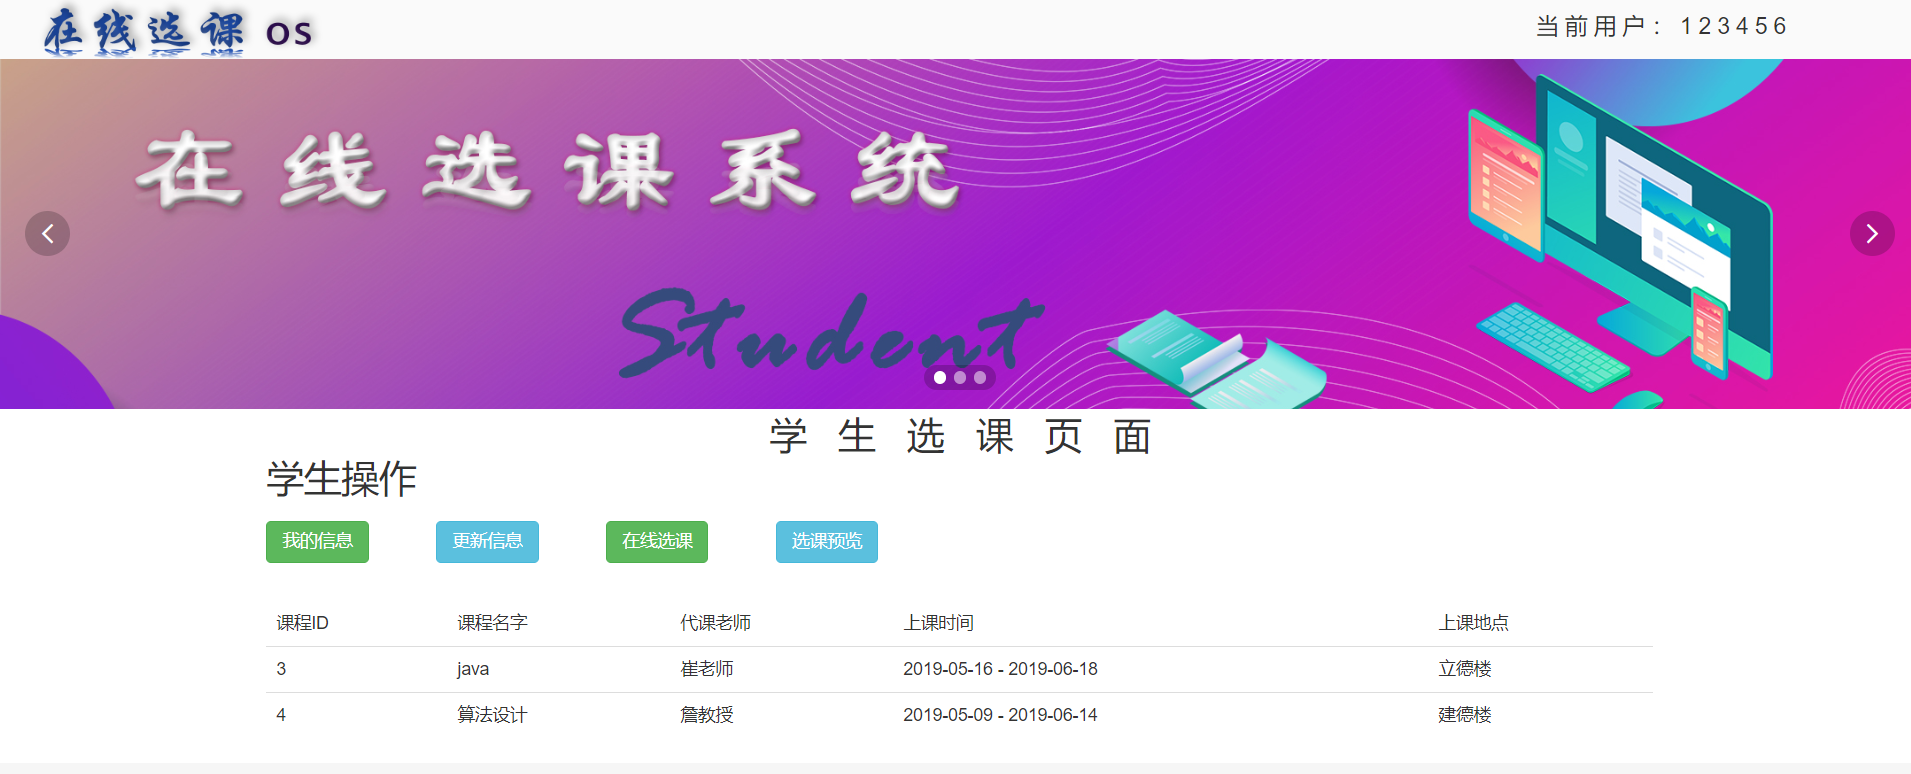 在线选课 OS
当前用户：123456
在线选课系统
Student
学生选课页面
学生操作
我的信息 更新信息 在线选课 选课预览
课程ID 课程名字 代课老师 上课时间 上课地点
3 java 崔老师 2019-05-16 - 2019-06-18 立德楼
4 算法设计 詹教授 2019-05-09 - 2019-06-14 建德楼